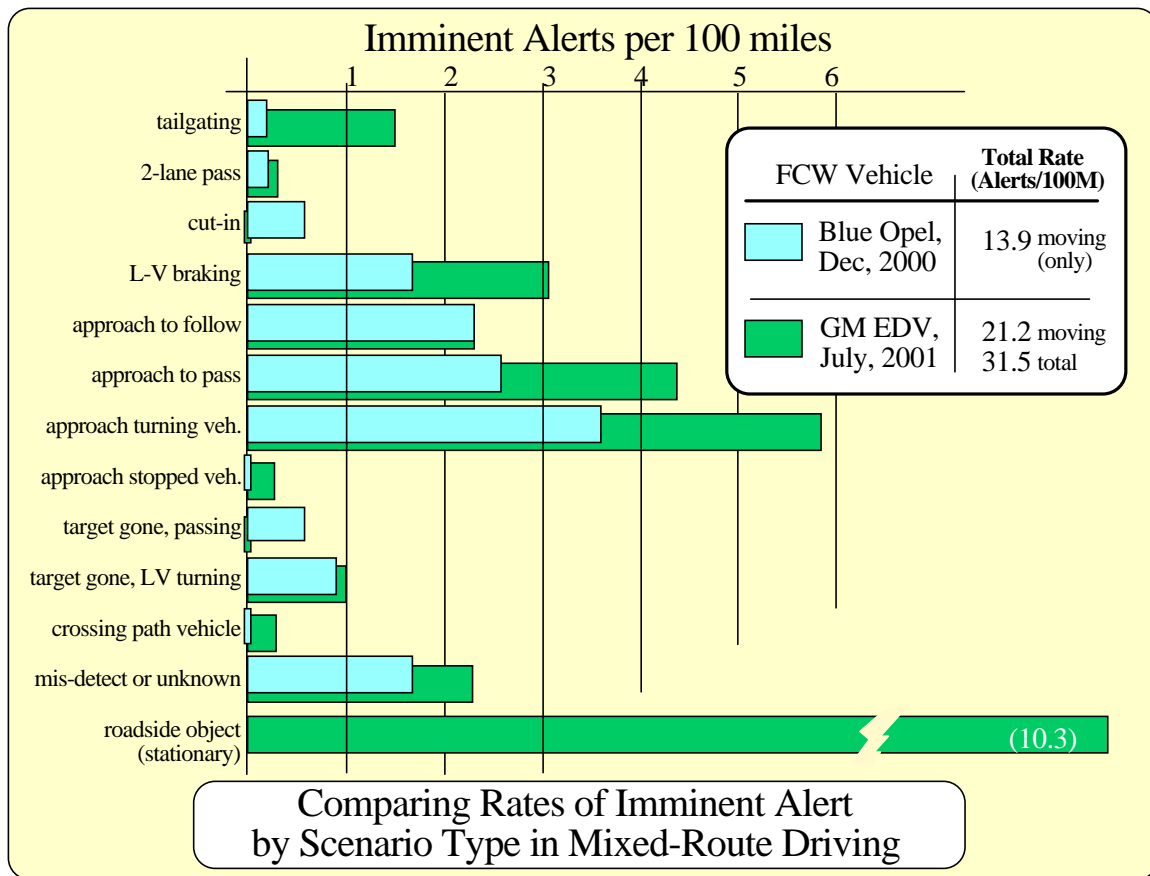 Imminent Alerts per 100 miles
1 2 3 4 5 6
tailgating
2-lane pass
cut-in
L-V braking
approach to follow
approach to pass
approach turning veh.
approach stopped veh.
target gone, passing
target gone, LV turning
crossing path vehicle
mis-detect or unknown
roadside object
(stationary)
(10.3)
FCW Vehicle
Total Rate
(Alerts/100M)
Blue Opel,
Dec, 2000
13.9 moving
(only)
GM EDV,
July, 2001
21.2 moving
31.5 total
Comparing Rates of Imminent Alert
by Scenario Type in Mixed-Route Driving